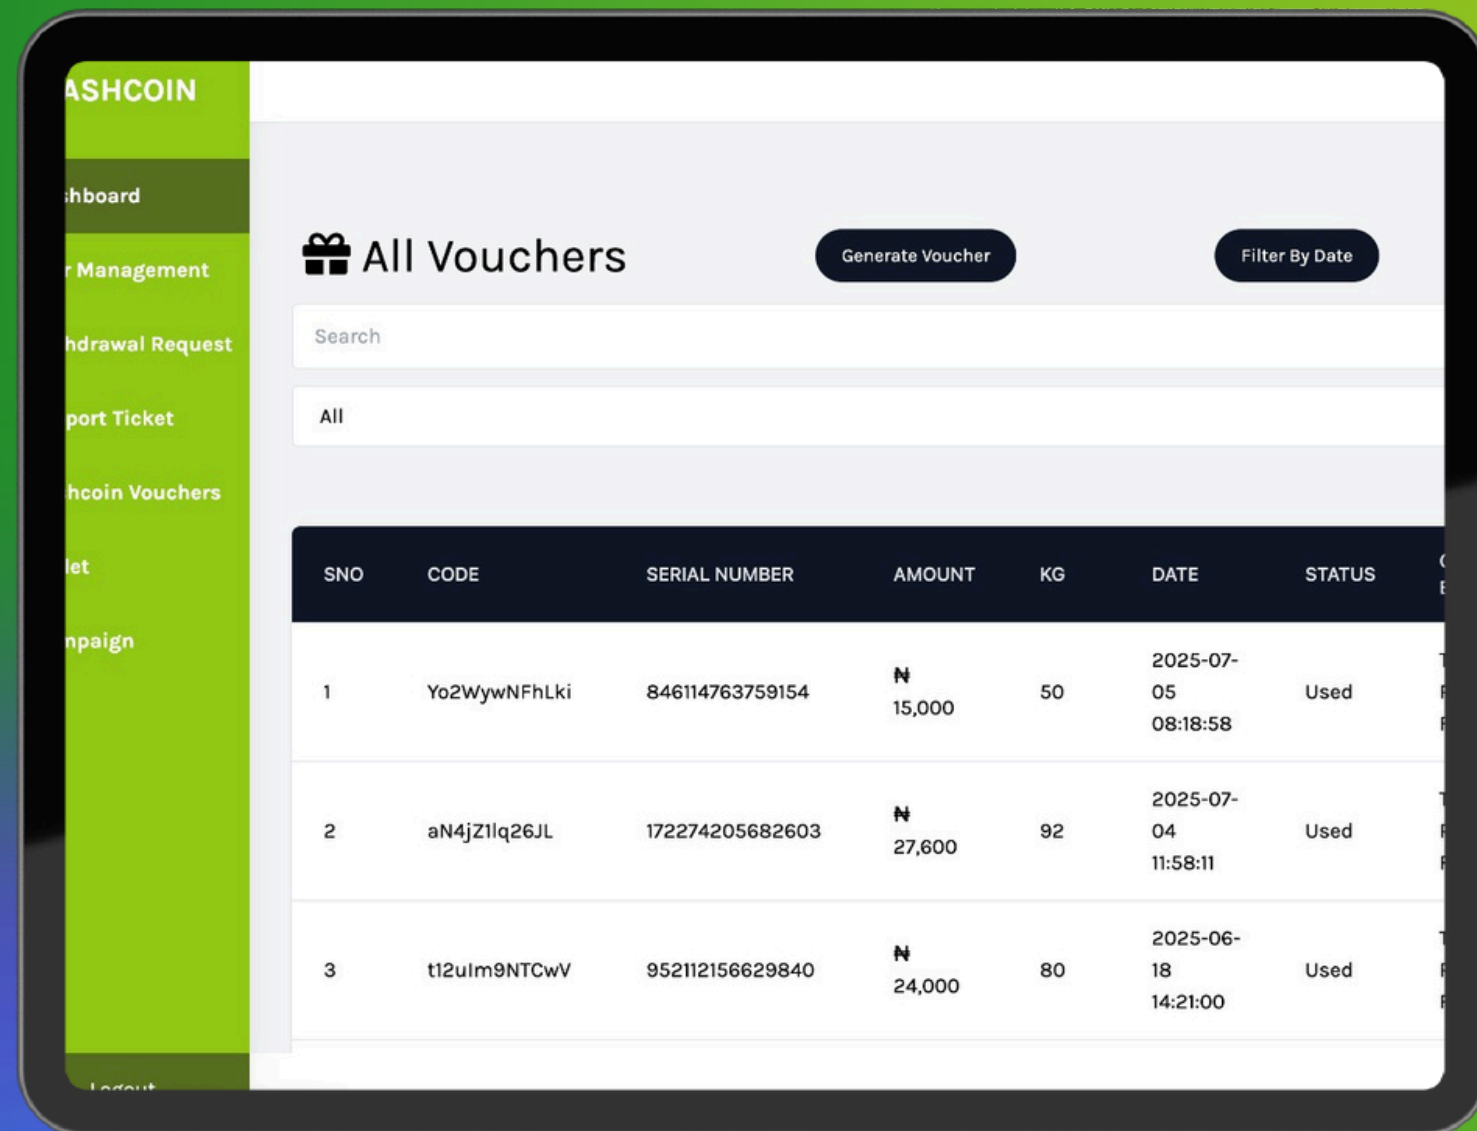 ASHCOIN
hboard
r Management
hdrawal Request
port Ticket
hcoin Vouchers
let
npaign
Logout
All Vouchers
Generate Voucher
Filter By Date
Search
All
SNO CODE SERIAL NUMBER AMOUNT KG DATE STATUS
1 Yo2WywNFhLki 846114763759154 ₦ 15,000 50 2025-07-05 08:18:58 Used
2 aN4jZ1lq26JL 172274205682603 ₦ 27,600 92 2025-07-04 11:58:11 Used
3 t12uIm9NTCwV 952112156629840 ₦ 24,000 80 2025-06-18 14:21:00 Used